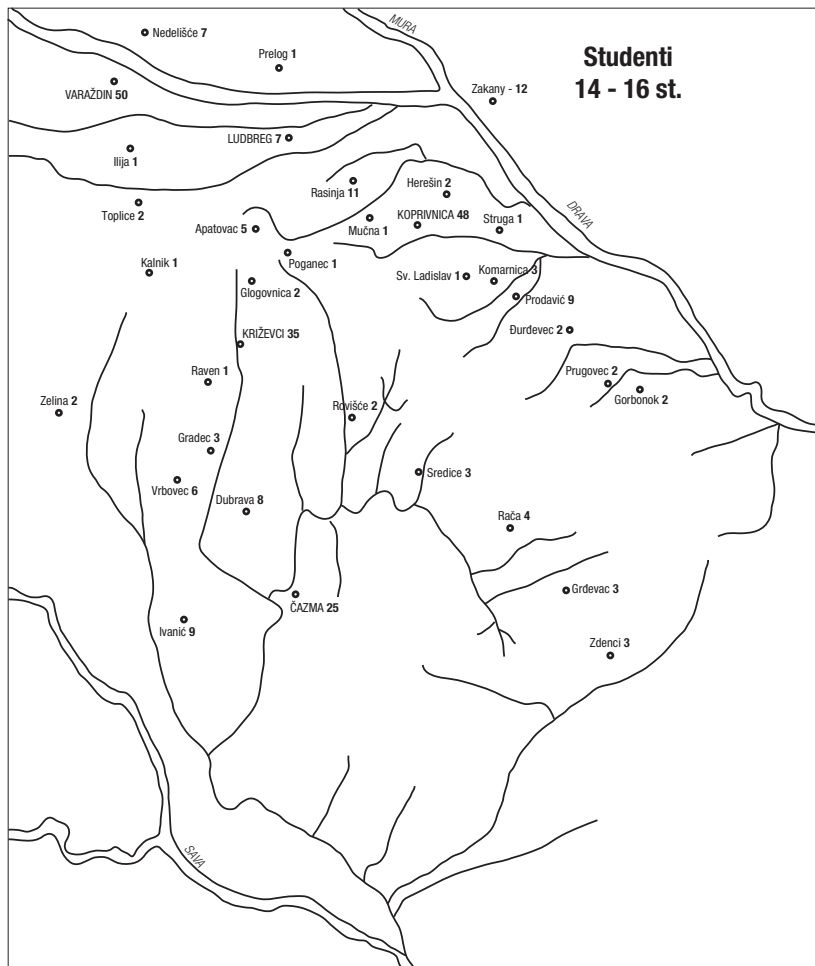 MURA
Nedelišće 7
Studenti
14 - 16 st.
Prelog 1
VARAŽDIN 50
Zakany - 12
LUDBREG 7
Ilija 1
Rasinja 11
Herešin 2
Toplice 2
DRAVA
KOPRIVNICA 48
Struga 1
Apatovac 5
Mučna 1
Poganec 1
Kalnik 1
Sv. Ladislav 1
Komarnica 3
Glogovnica 2
Prodavić 9
Đurđevec 2
KRIŽEVCI 35
Raven 1
Prugovec 2
Zelina 2
Rovišće 2
Gorbonok 2
Gradec 3
Sredice 3
Vrbovec 6
Dubrava 8
Rača 4
Grđevac 3
ČAZMA 25
Ivanić 9
Zdenci 3
SAVA